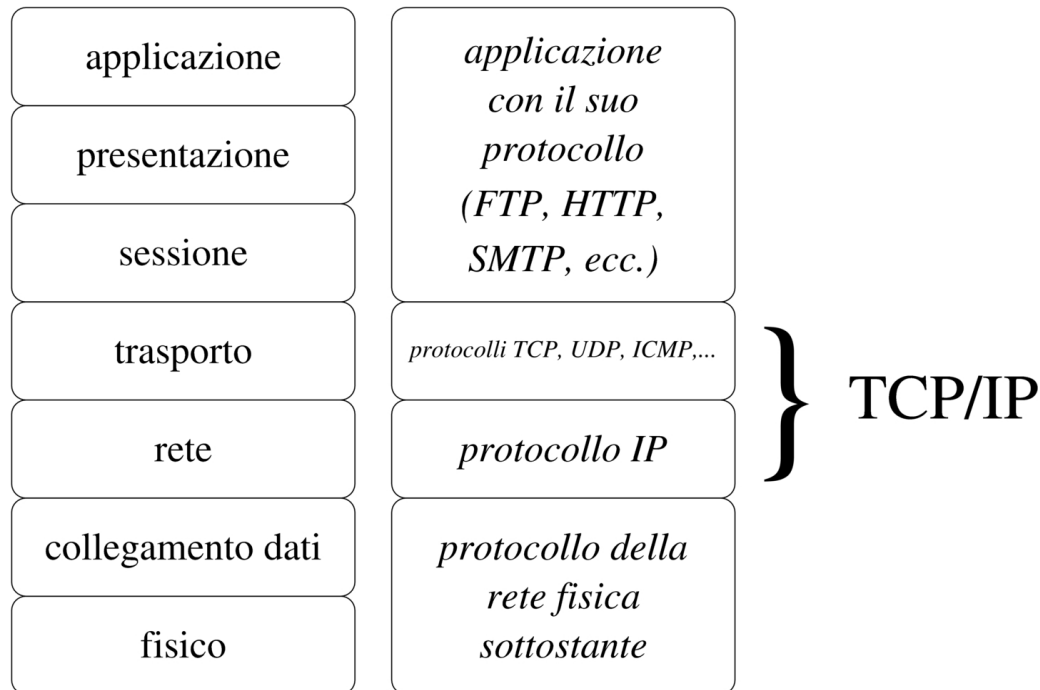 applicazione
presentazione
sessione
trasporto
rete
collegamento dati
fisico
applicazione
con il suo
protocollo
(FTP, HTTP,
SMTP, ecc.)
protocolli TCP, UDP, ICMP,...
protocollo IP
protocollo della
rete fisica
sottostante
} TCP/IP